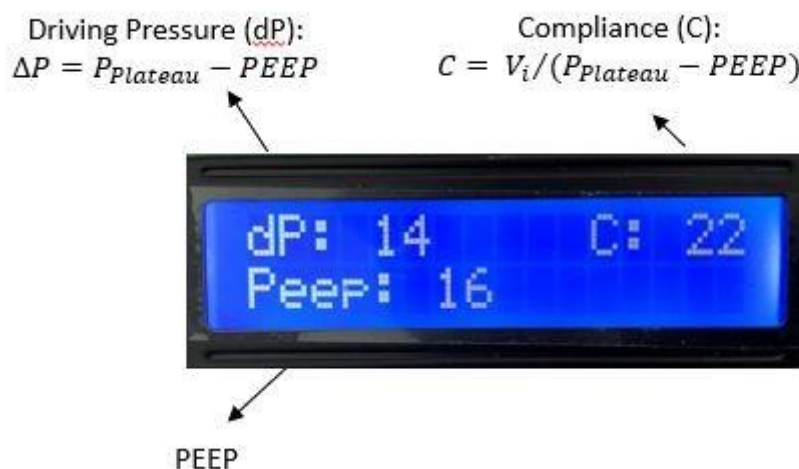 Driving Pressure (dP):
ΔP = P_Plateau − PEEP
Compliance (C):
C = V_i/(P_Plateau − PEEP)
dP: 14 C: 22
Peep: 16
PEEP